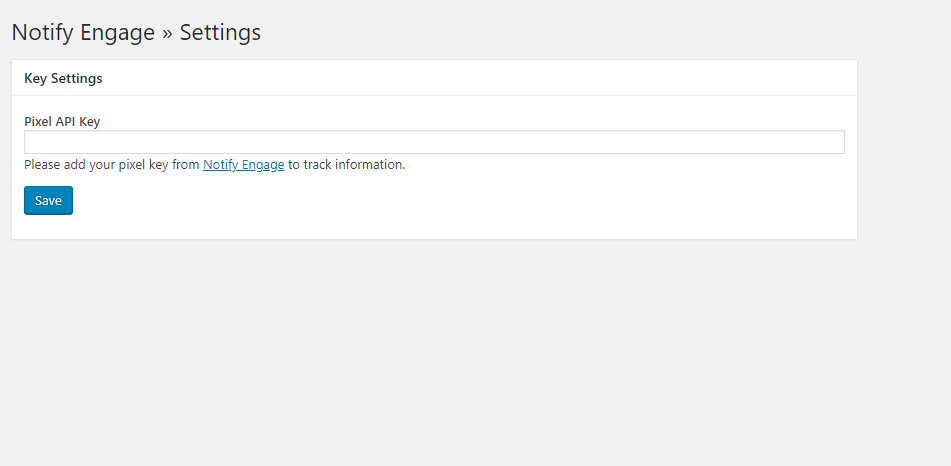 Notify Engage » Settings
Key Settings
Pixel API Key
Please add your pixel key from Notify Engage to track information.
Save